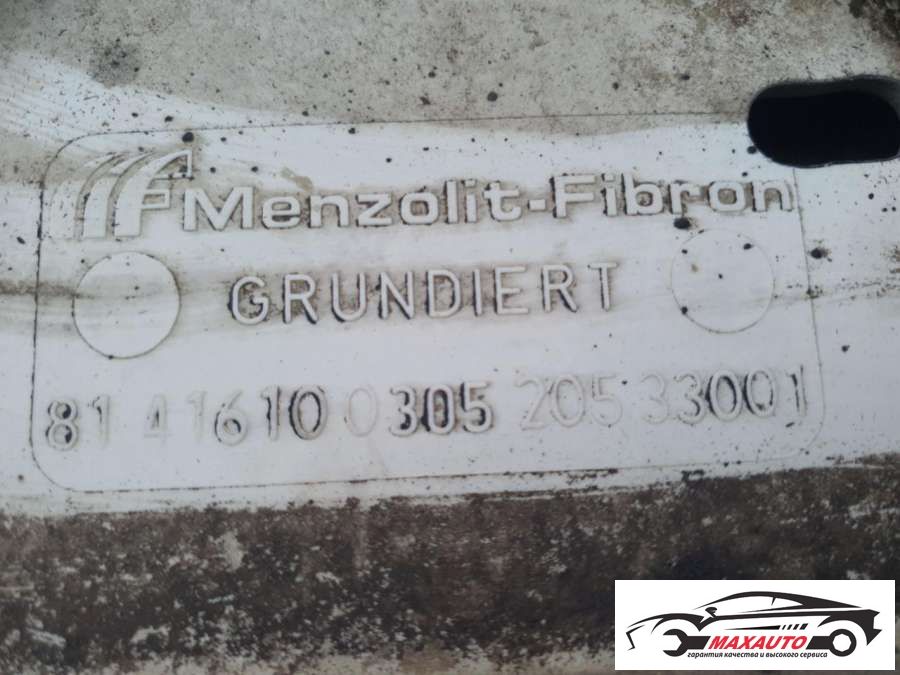 Menzolit-Fibron
GRUNDIERT
81 41610 0305 205 33001
MAXAUTO
гарантия качества и высокого сервиса